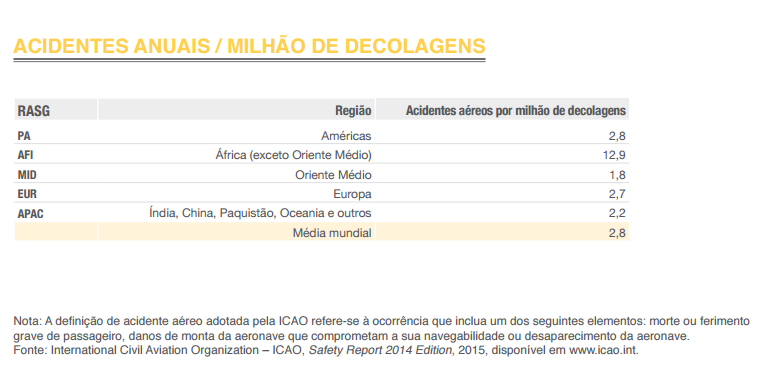 ACIDENTES ANUAIS / MILHÃO DE DECOLAGENS
RASG Região Acidentes aéreos por milhão de decolagens
PA Américas 2,8
AFI África (exceto Oriente Médio) 12,9
MID Oriente Médio 1,8
EUR Europa 2,7
APAC Índia, China, Paquistão, Oceania e outros 2,2
Média mundial 2,8
Nota: A definição de acidente aéreo adotada pela ICAO refere-se à ocorrência que inclua um dos seguintes elementos: morte ou ferimento
grave de passageiro, danos de monta da aeronave que comprometam a sua navegabilidade ou desaparecimento da aeronave.
Fonte: International Civil Aviation Organization – ICAO, Safety Report 2014 Edition, 2015, disponível em www.icao.int.